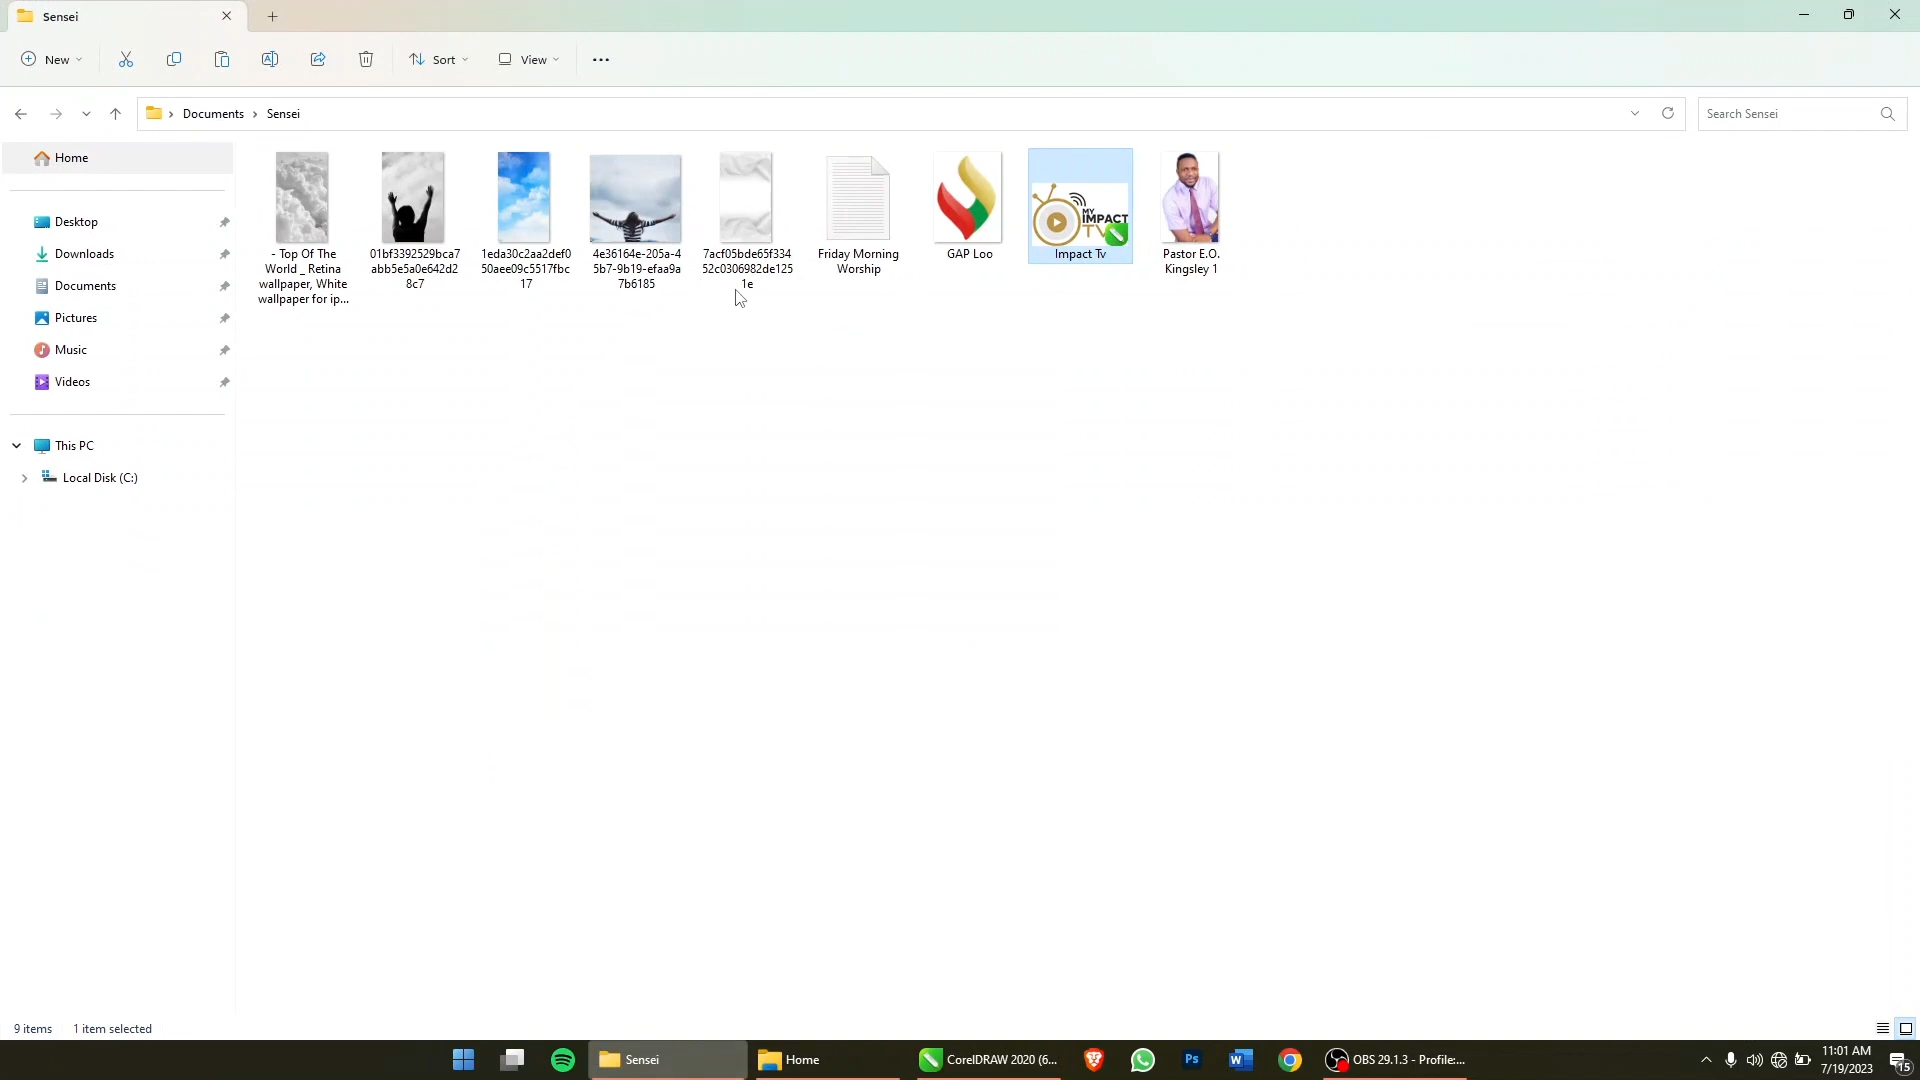 Sensei
New
Sort
View
Documents
Sensei
Search Sensei
Home
Desktop
Downloads
Documents
Pictures
Music
Videos
This PC
Local Disk (C:)
- Top Of The
World _ Retina
wallpaper, White
wallpaper for ip...
01bf3392529bca7
abb5e5a0e642d2
8c7
1eda30c2aa2def0
50aee09c5517fbc
17
4e36164e-205a-4
5b7-9b19-efaa9a
7b6185
7acf05bde65f334
52c0306982de125
1e
Friday Morning
Worship
GAP Loo
MY
IMPACT
TV
Impact Tv
Pastor E.O.
Kingsley 1
9 items
1 item selected
Sensei
Home
CorelDRAW 2020 (6...
Ps
OBS 29.1.3 - Profile:...
11:01 AM
7/19/2023
15